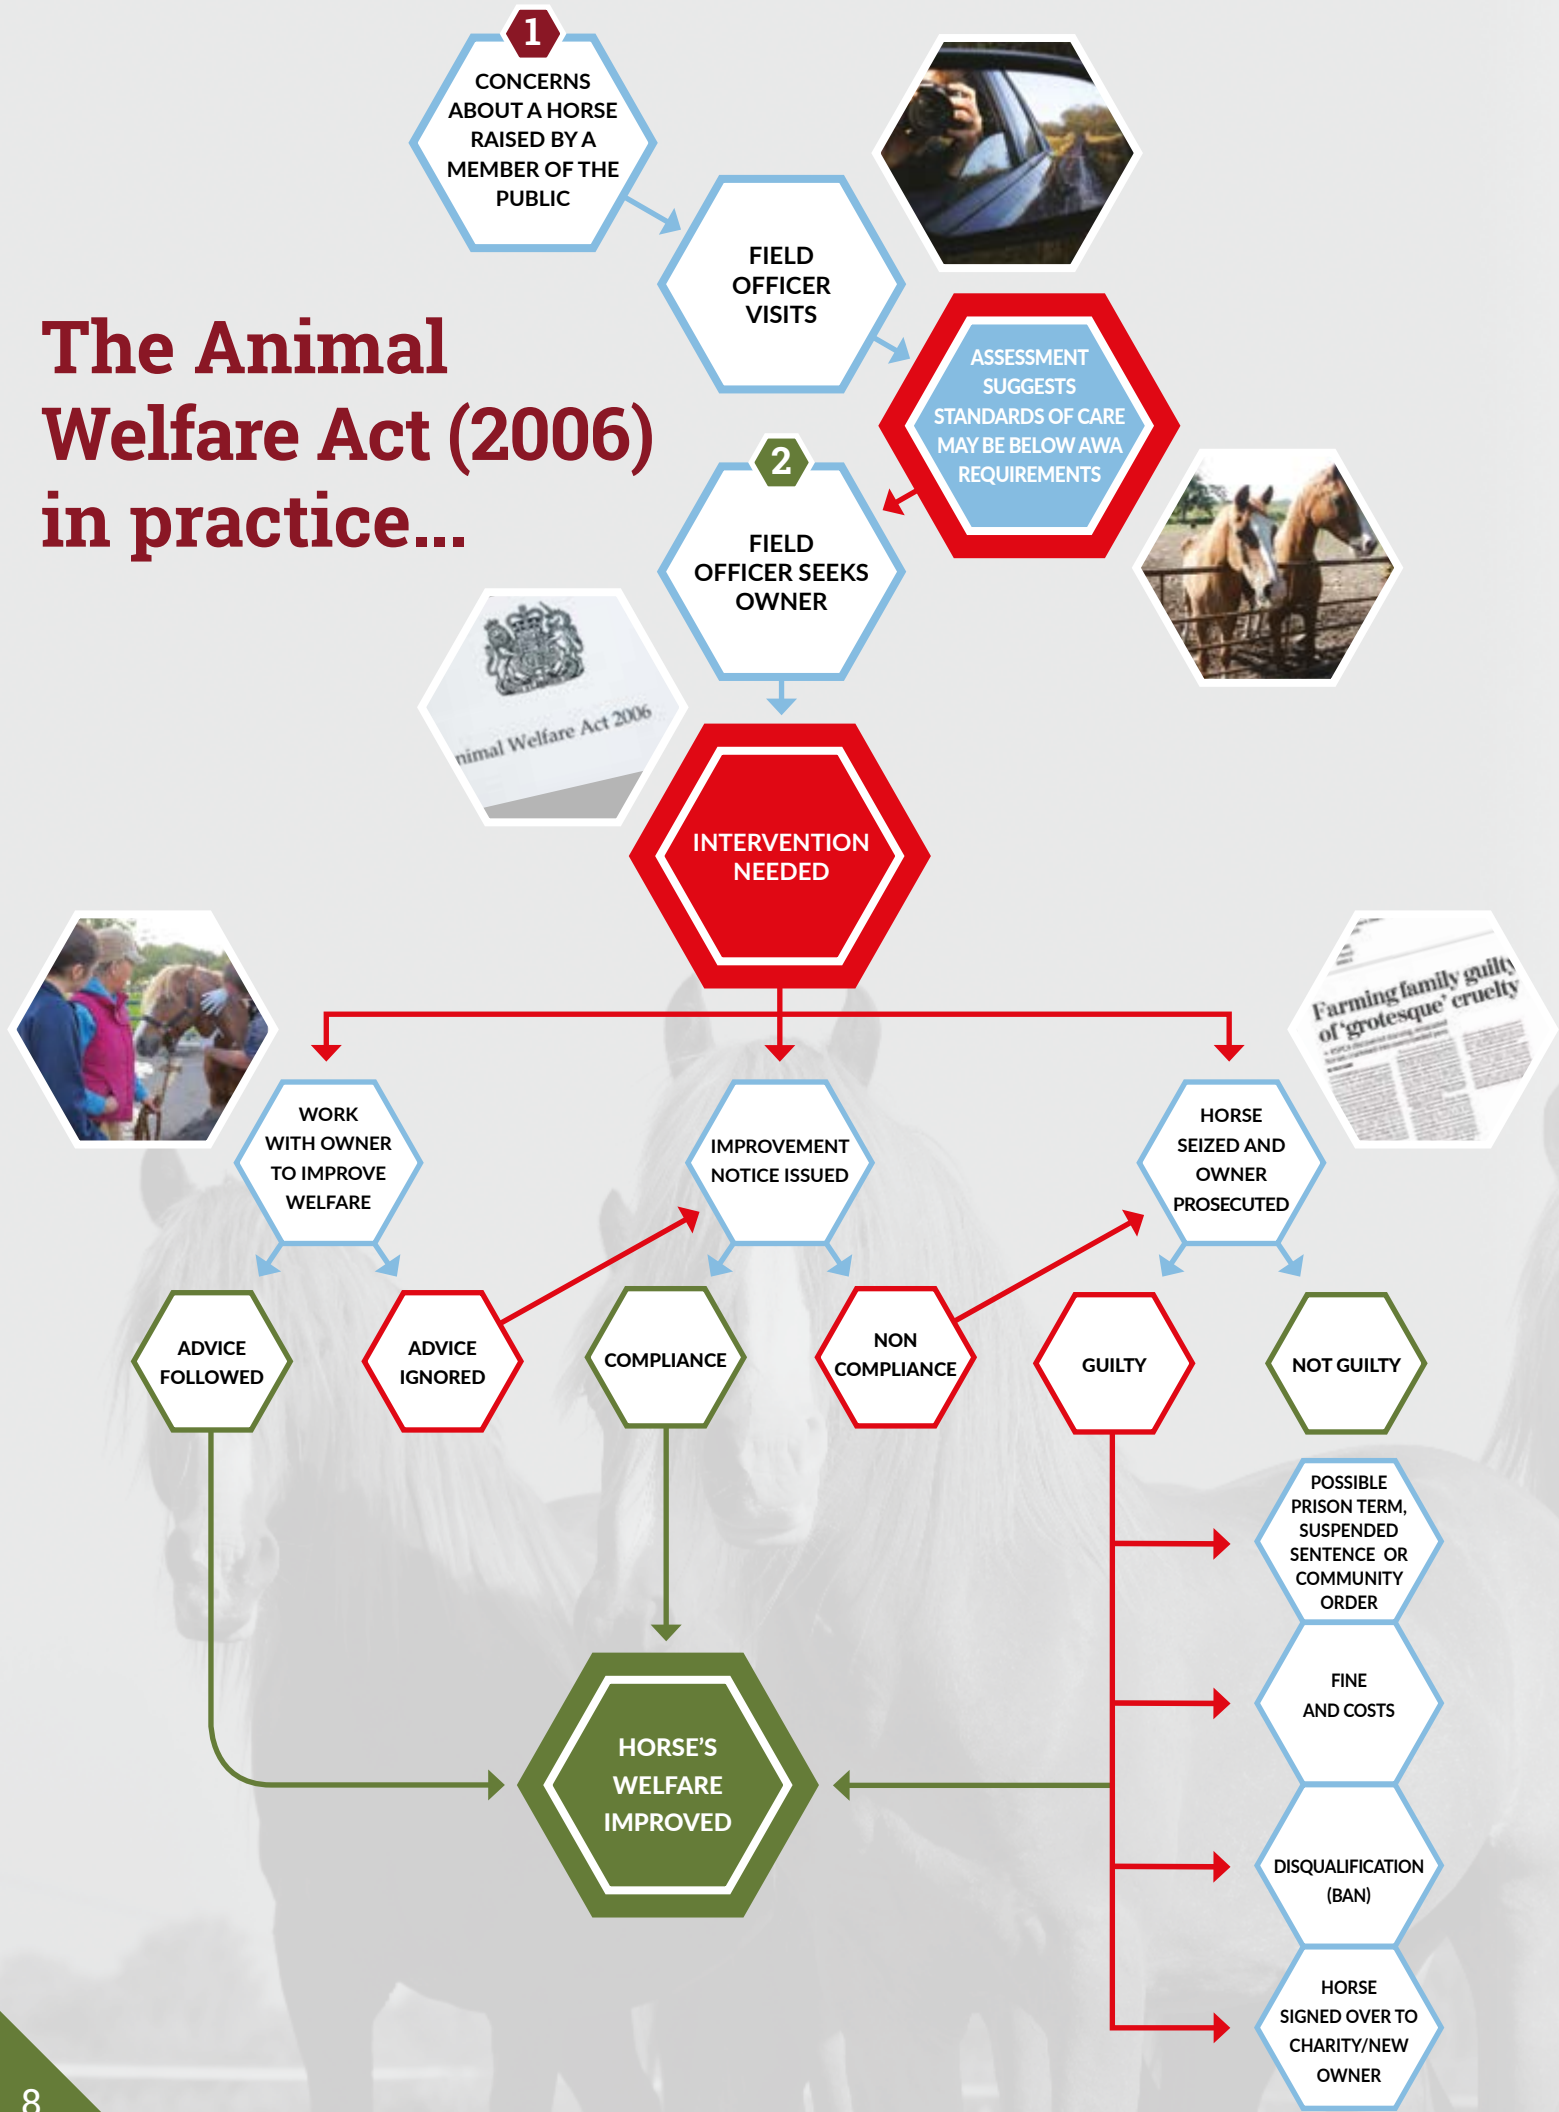 1
CONCERNS
ABOUT A HORSE
RAISED BY A
MEMBER OF THE
PUBLIC
FIELD
OFFICER
VISITS
The Animal
Welfare Act (2006)
in practice...
ASSESSMENT
SUGGESTS
STANDARDS OF CARE
MAY BE BELOW AWA
REQUIREMENTS
2
FIELD
OFFICER SEEKS
OWNER
nimal Welfare Act 2006
INTERVENTION
NEEDED
Farming family guilty
of 'grotesque' cruelty
WORK
WITH OWNER
TO IMPROVE
WELFARE
IMPROVEMENT
NOTICE ISSUED
HORSE
SEIZED AND
OWNER
PROSECUTED
ADVICE
FOLLOWED
ADVICE
IGNORED
COMPLIANCE
NON
COMPLIANCE
GUILTY
NOT GUILTY
POSSIBLE
PRISON TERM,
SUSPENDED
SENTENCE OR
COMMUNITY
ORDER
FINE
AND COSTS
HORSE'S
WELFARE
IMPROVED
DISQUALIFICATION
(BAN)
HORSE
SIGNED OVER TO
CHARITY/NEW
OWNER
8